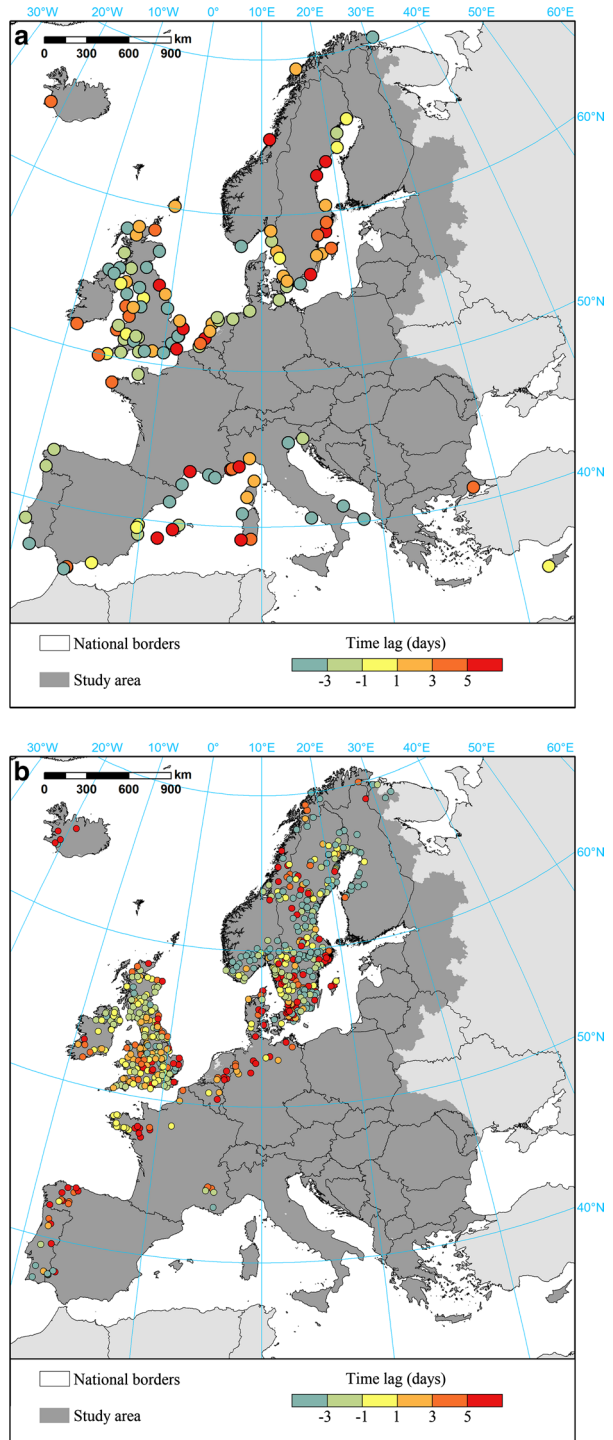 30°W 20°W 10°W 0° 10°E 20°E 30°E 40°E 50°E 60°E
a
km
0 300 600 900
60°N
50°N
40°N
National borders
Study area
Time lag (days)
-3 -1 1 3 5
30°W 20°W 10°W 0° 10°E 20°E 30°E 40°E 50°E 60°E
b
km
0 300 600 900
60°N
50°N
40°N
National borders
Study area
Time lag (days)
-3 -1 1 3 5